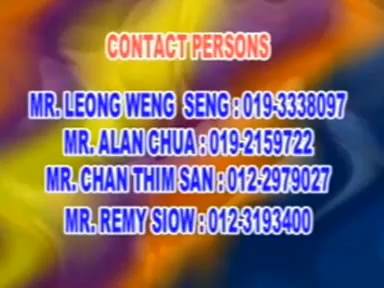 CONTACT PERSONS
MR. LEONG WENG SENG : 019-3338097
MR. ALAN CHUA : 019-2159722
MR. CHAN THIM SAN : 012-2979027
MR. REMY SIOW : 012-3193400